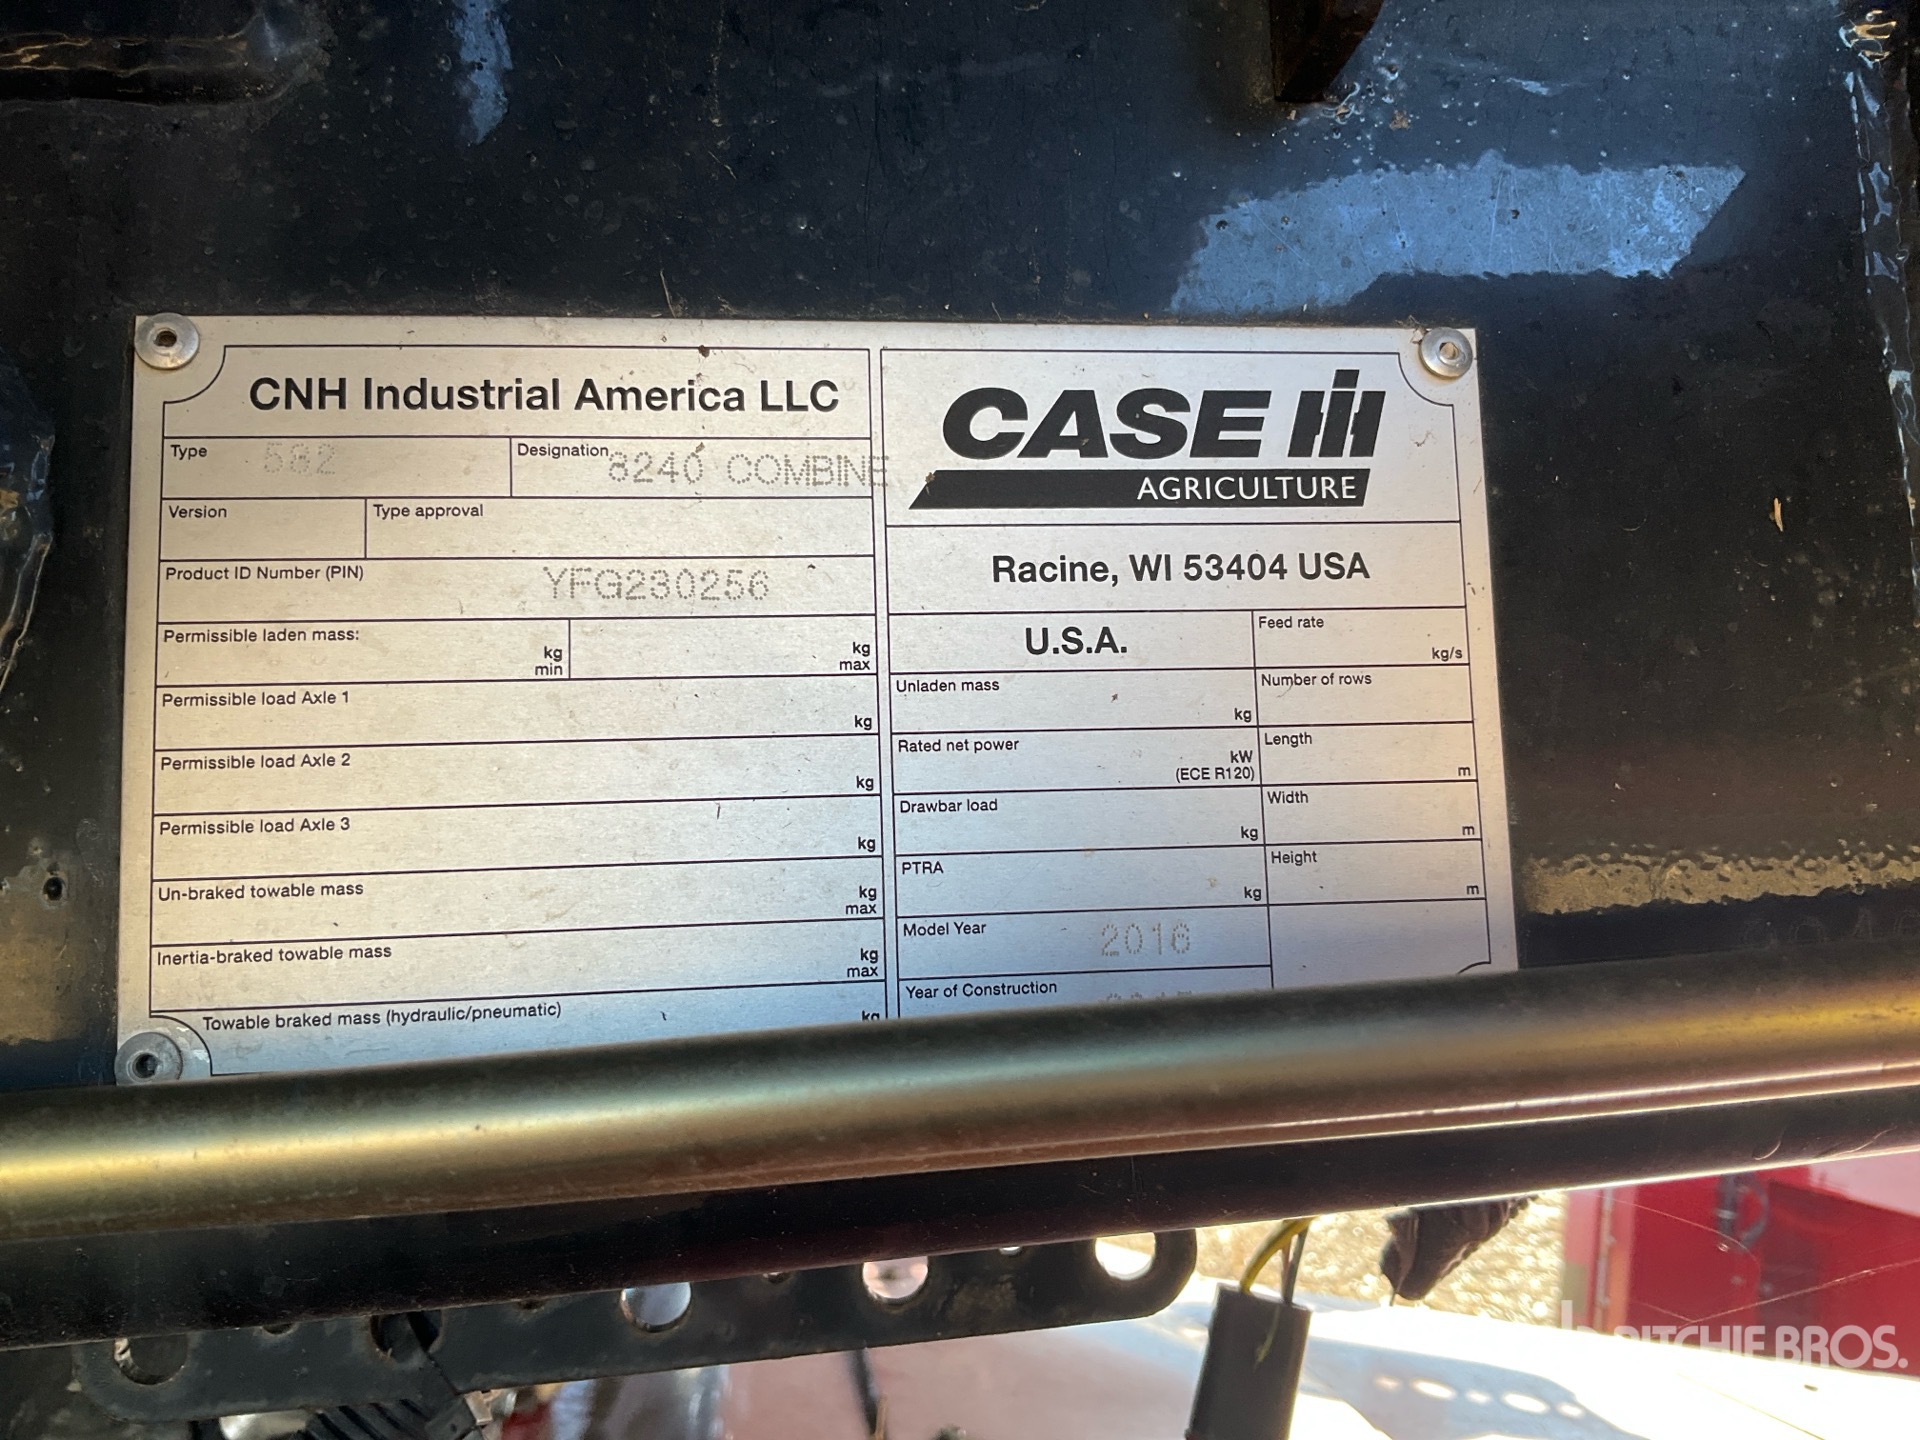 CNH Industrial America LLC
Type 582
Designation 8240 COMBINE
Version
Type approval
Product ID Number (PIN) YFG230256
Permissible laden mass: kg min kg max
Permissible load Axle 1 kg
Permissible load Axle 2 kg
Permissible load Axle 3 kg
Un-braked towable mass kg max
Inertia-braked towable mass kg max
Towable braked mass (hydraulic/pneumatic) kg
CASE IH
AGRICULTURE
Racine, WI 53404 USA
U.S.A.
Feed rate kg/s
Unladen mass kg
Number of rows
Rated net power kW (ECE R120)
Length m
Drawbar load kg
Width m
PTRA kg
Height m
Model Year 2016
Year of Construction
RITCHIE BROS.